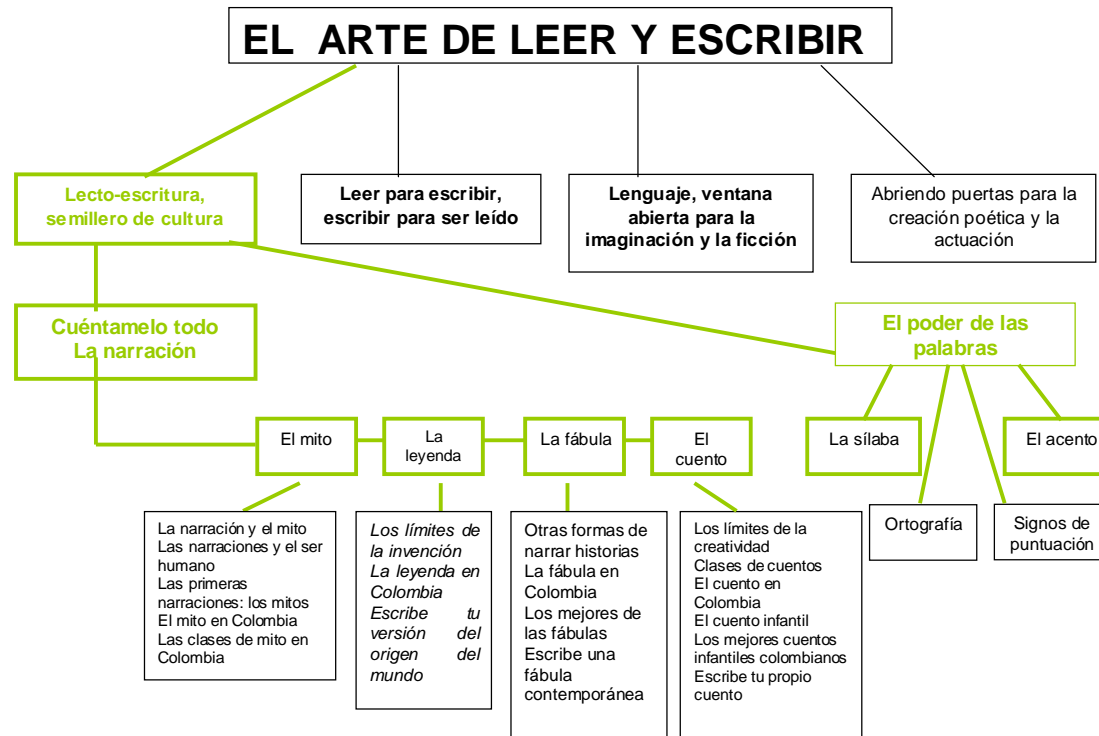 EL ARTE DE LEER Y ESCRIBIR
Lecto-escritura,
semillero de cultura
Leer para escribir,
escribir para ser leído
Lenguaje, ventana
abierta para la
imaginación y la ficción
Abriendo puertas para la
creación poética y la
actuación
Cuéntamelo todo
La narración
El poder de las
palabras
El mito
La
leyenda
La fábula
El
cuento
La sílaba
El acento
Ortografía
Signos de
puntuación
La narración y el mito
Las narraciones y el ser
humano
Las primeras
narraciones: los mitos
El mito en Colombia
Las clases de mito en
Colombia
Los límites de
la invención
La leyenda en
Colombia
Escribe tu
versión del
origen del
mundo
Otras formas de
narrar historias
La fábula en
Colombia
Los mejores de
las fábulas
Escribe una
fábula
contemporánea
Los límites de la
creatividad
Clases de cuentos
El cuento en
Colombia
El cuento infantil
Los mejores cuentos
infantiles colombianos
Escribe tu propio
cuento